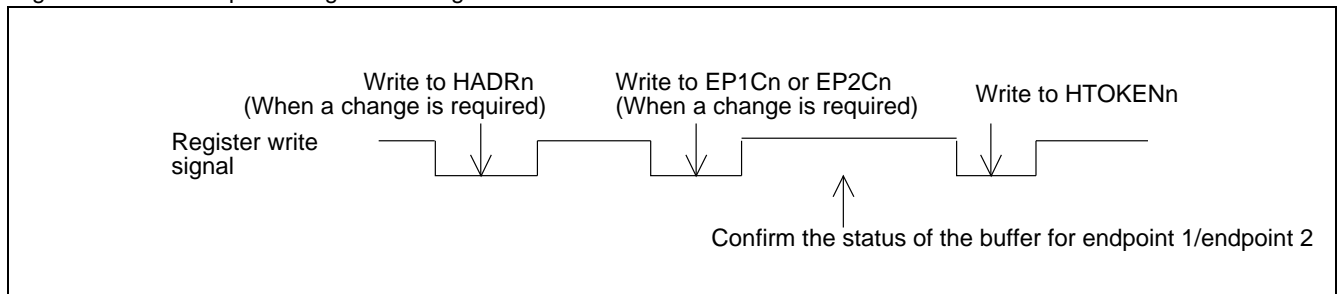 Write to HADRn
(When a change is required)
Write to EP1Cn or EP2Cn
(When a change is required)
Write to HTOKENn
Register write
signal
Confirm the status of the buffer for endpoint 1/endpoint 2